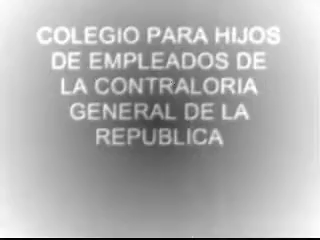 COLEGIO PARA HIJOS
DE EMPLEADOS DE
LA CONTRALORIA
GENERAL DE LA
REPUBLICA